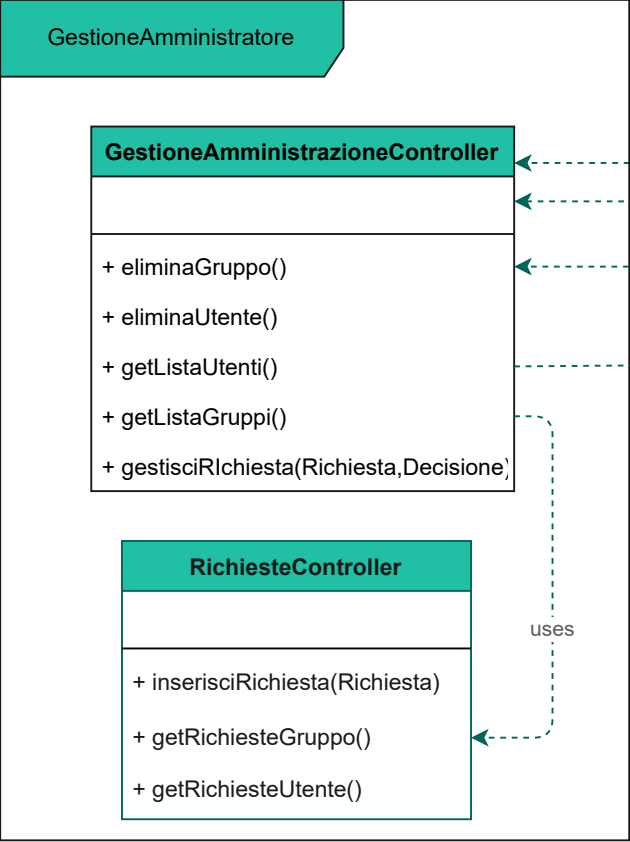 GestioneAmministratore
GestioneAmministrazioneController
+ eliminaGruppo()
+ eliminaUtente()
+ getListaUtenti()
+ getListaGruppi()
+ gestisciRIchiesta(Richiesta,Decisione)
RichiesteController
uses
+ inserisciRichiesta(Richiesta)
+ getRichiesteGruppo()
+ getRichiesteUtente()